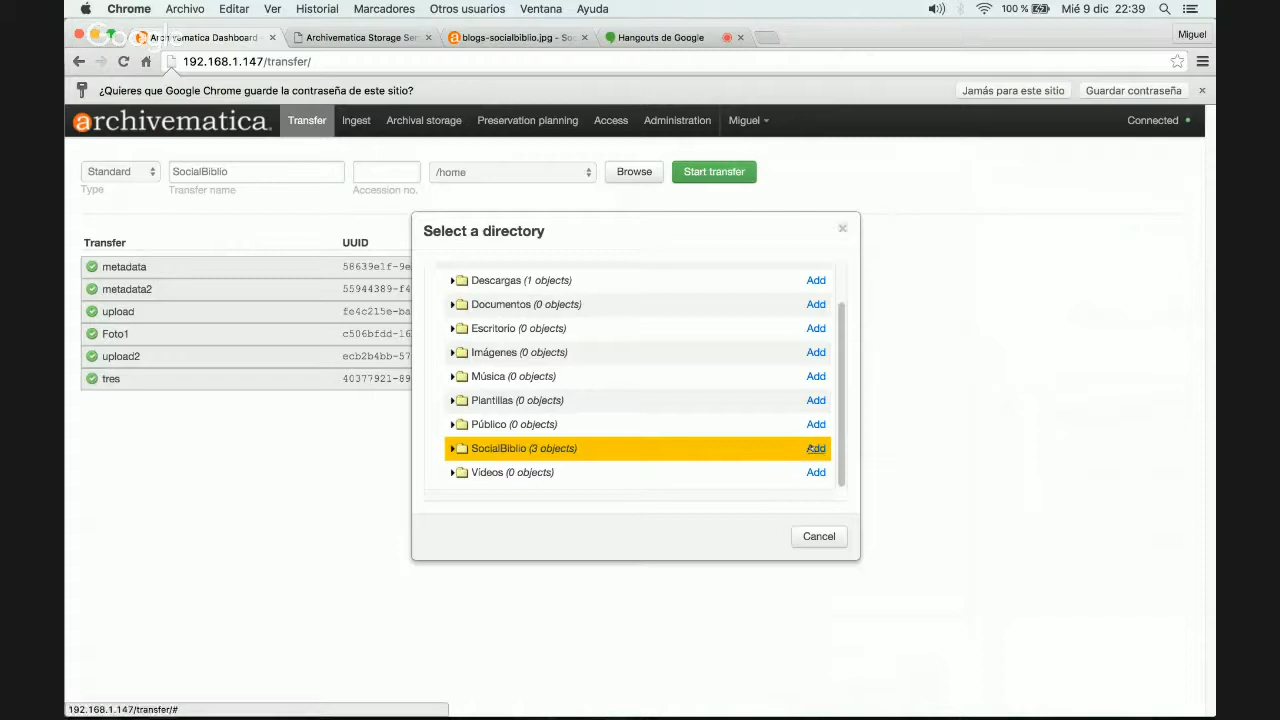 Chrome Archivo Editar Ver Historial Marcadores Otros usuarios Ventana Ayuda 100 % Mié 9 dic 22:39
Archivematica Dashboard Archivematica Storage Ser blogs-socialbiblio.jpg - Soc Hangouts de Google Miguel
192.168.1.147/transfer/
¿Quieres que Google Chrome guarde la contraseña de este sitio? Jamás para este sitio Guardar contraseña
archivematica Transfer Ingest Archival storage Preservation planning Access Administration Miguel Connected
Standard SocialBiblio /home Browse Start transfer
Type Transfer name Accession no.
Select a directory
Transfer UUID
metadata 58639e1f-9e
metadata2 55944389-f4
upload fe4c215e-ba
Foto1 c506bfdd-16
upload2 ecb2b4bb-57
tres 40377921-89
Descargas (1 objects) Add
Documentos (0 objects) Add
Escritorio (0 objects) Add
Imágenes (0 objects) Add
Música (0 objects) Add
Plantillas (0 objects) Add
Público (0 objects) Add
SocialBiblio (3 objects) Add
Vídeos (0 objects) Add
Cancel
192.168.1.147/transfer/#